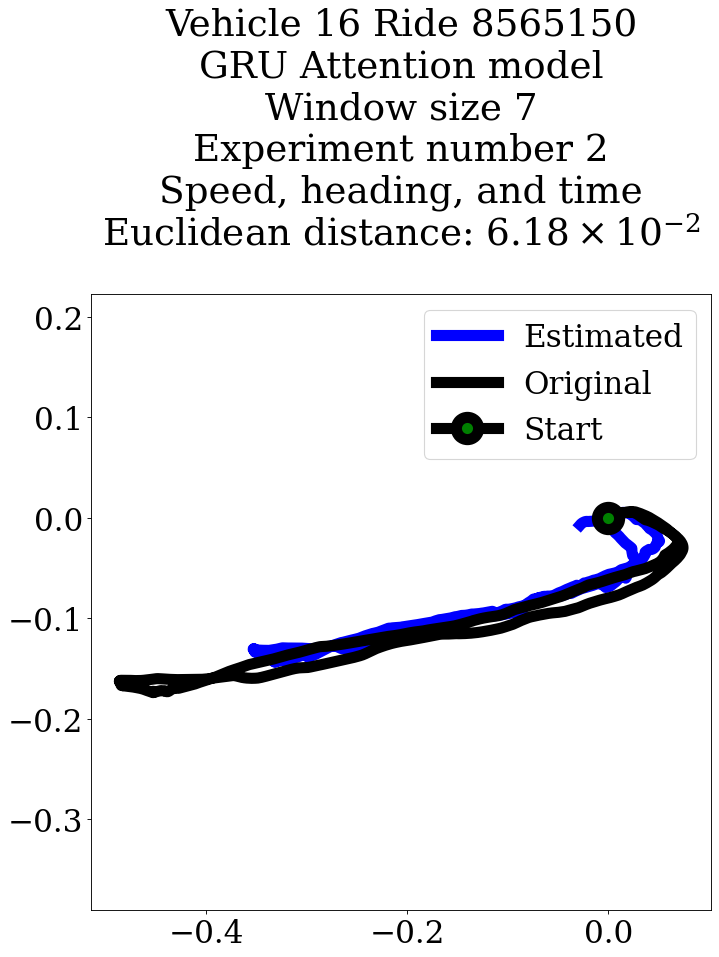 Vehicle 16 Ride 8565150
GRU Attention model
Window size 7
Experiment number 2
Speed, heading, and time
Euclidean distance: 6.18 × 10⁻²
Estimated
Original
Start
0.2
0.1
0.0
−0.1
−0.2
−0.3
−0.4
−0.2
0.0